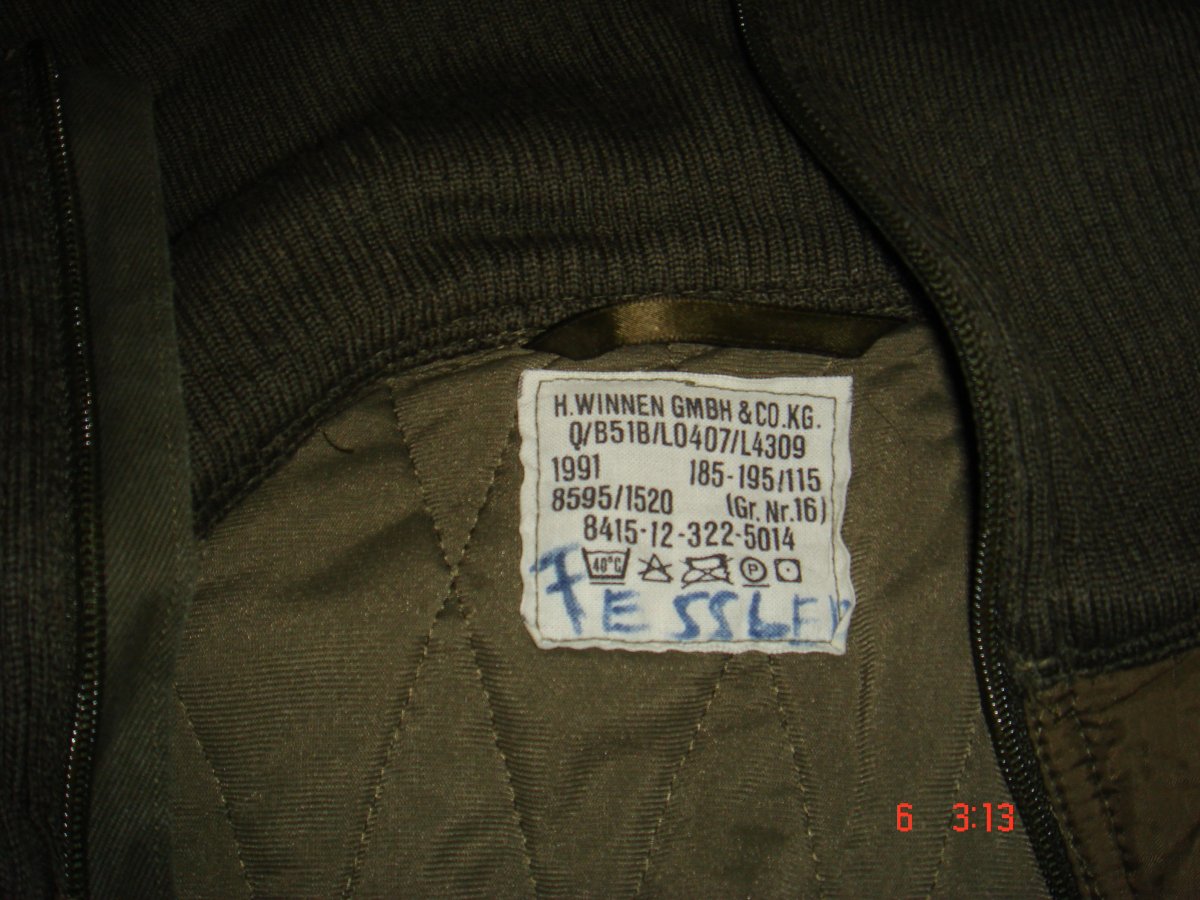 H.WINNEN GMBH & CO.KG.
Q/B51B/L0407/L4309
1991 185-195/115
8595/1520 (Gr.Nr.16)
8415-12-322-5014
40°C P
FESSLER
6 3:13